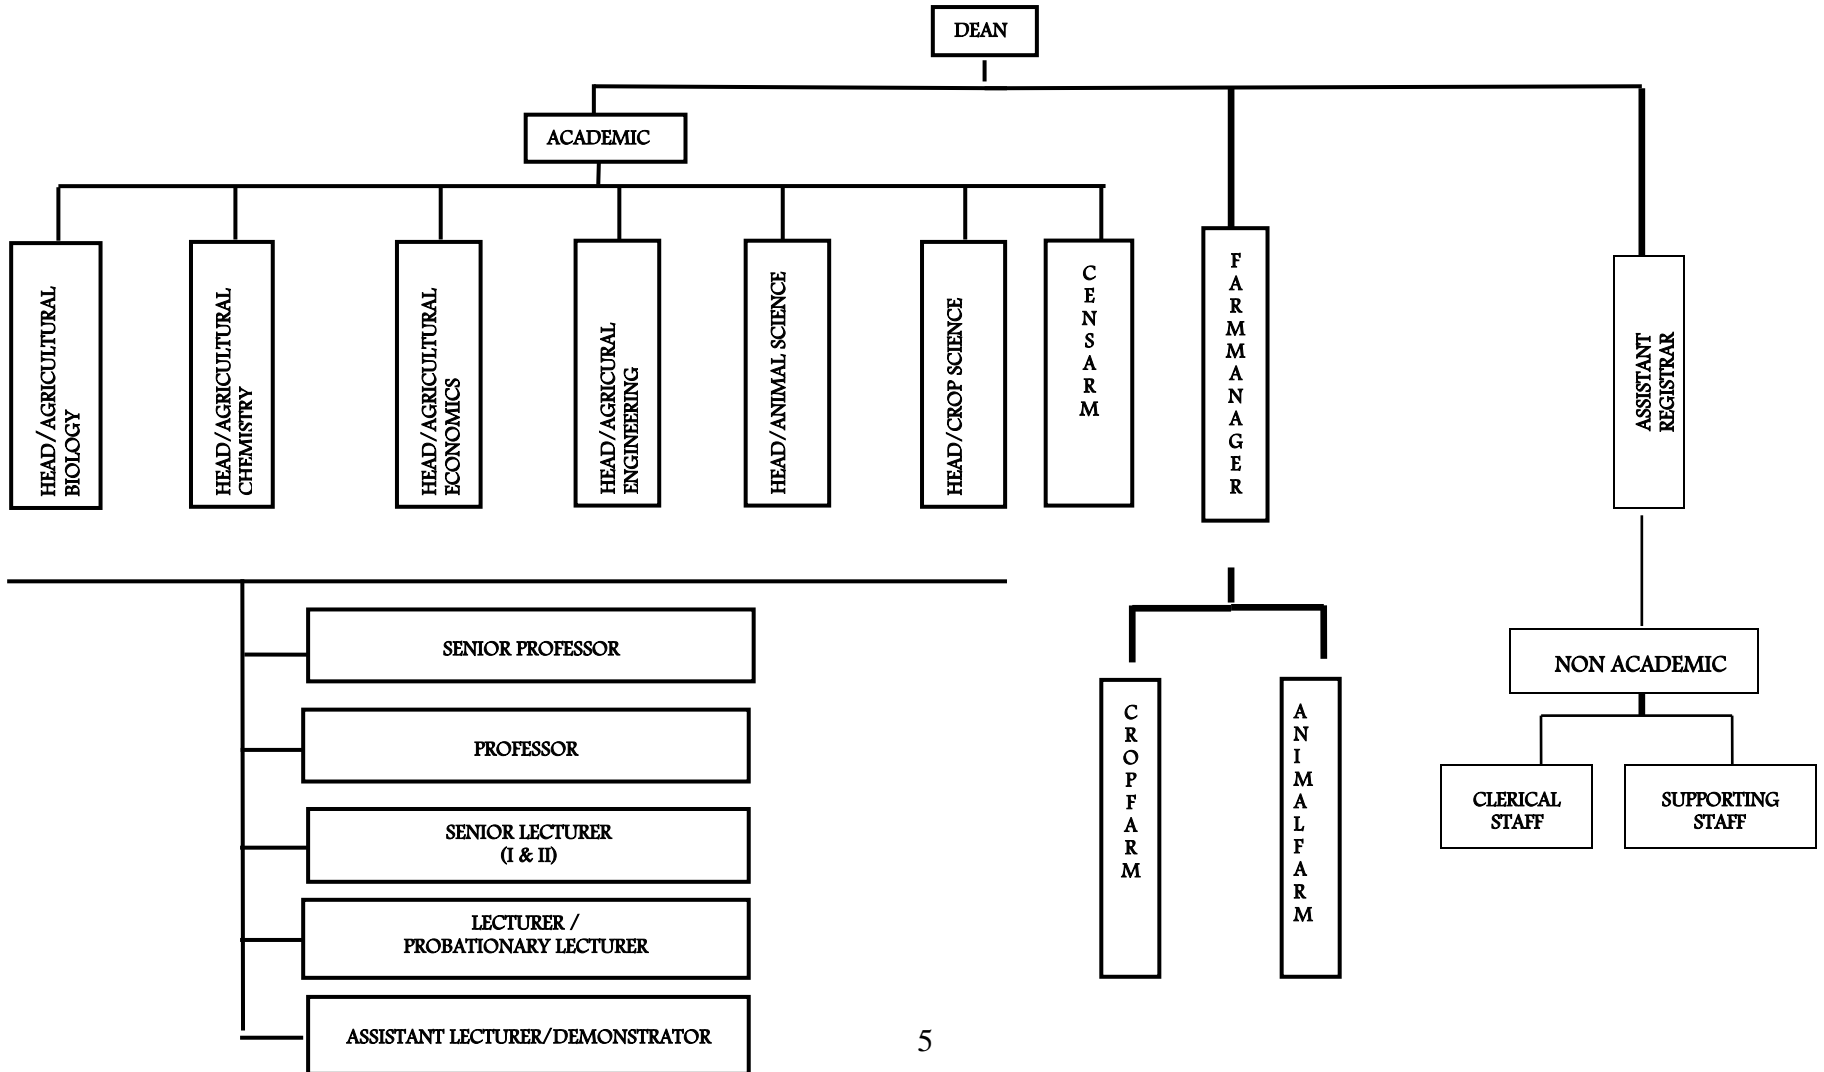 DEAN
ACADEMIC
HEAD/AGRICULTURAL
BIOLOGY
HEAD/AGRICULTURAL
CHEMISTRY
HEAD/AGRICULTURAL
ECONOMICS
HEAD/AGRICURAL
ENGINEERING
HEAD/ANIMAL SCIENCE
HEAD/CROP SCIENCE
CENSARM
FARMMANAGER
ASSISTANT
REGISTRAR
SENIOR PROFESSOR
PROFESSOR
SENIOR LECTURER
(I & II)
LECTURER /
PROBATIONARY LECTURER
ASSISTANT LECTURER/DEMONSTRATOR
CROPFARM
ANIMALFARM
NON ACADEMIC
CLERICAL
STAFF
SUPPORTING
STAFF
5